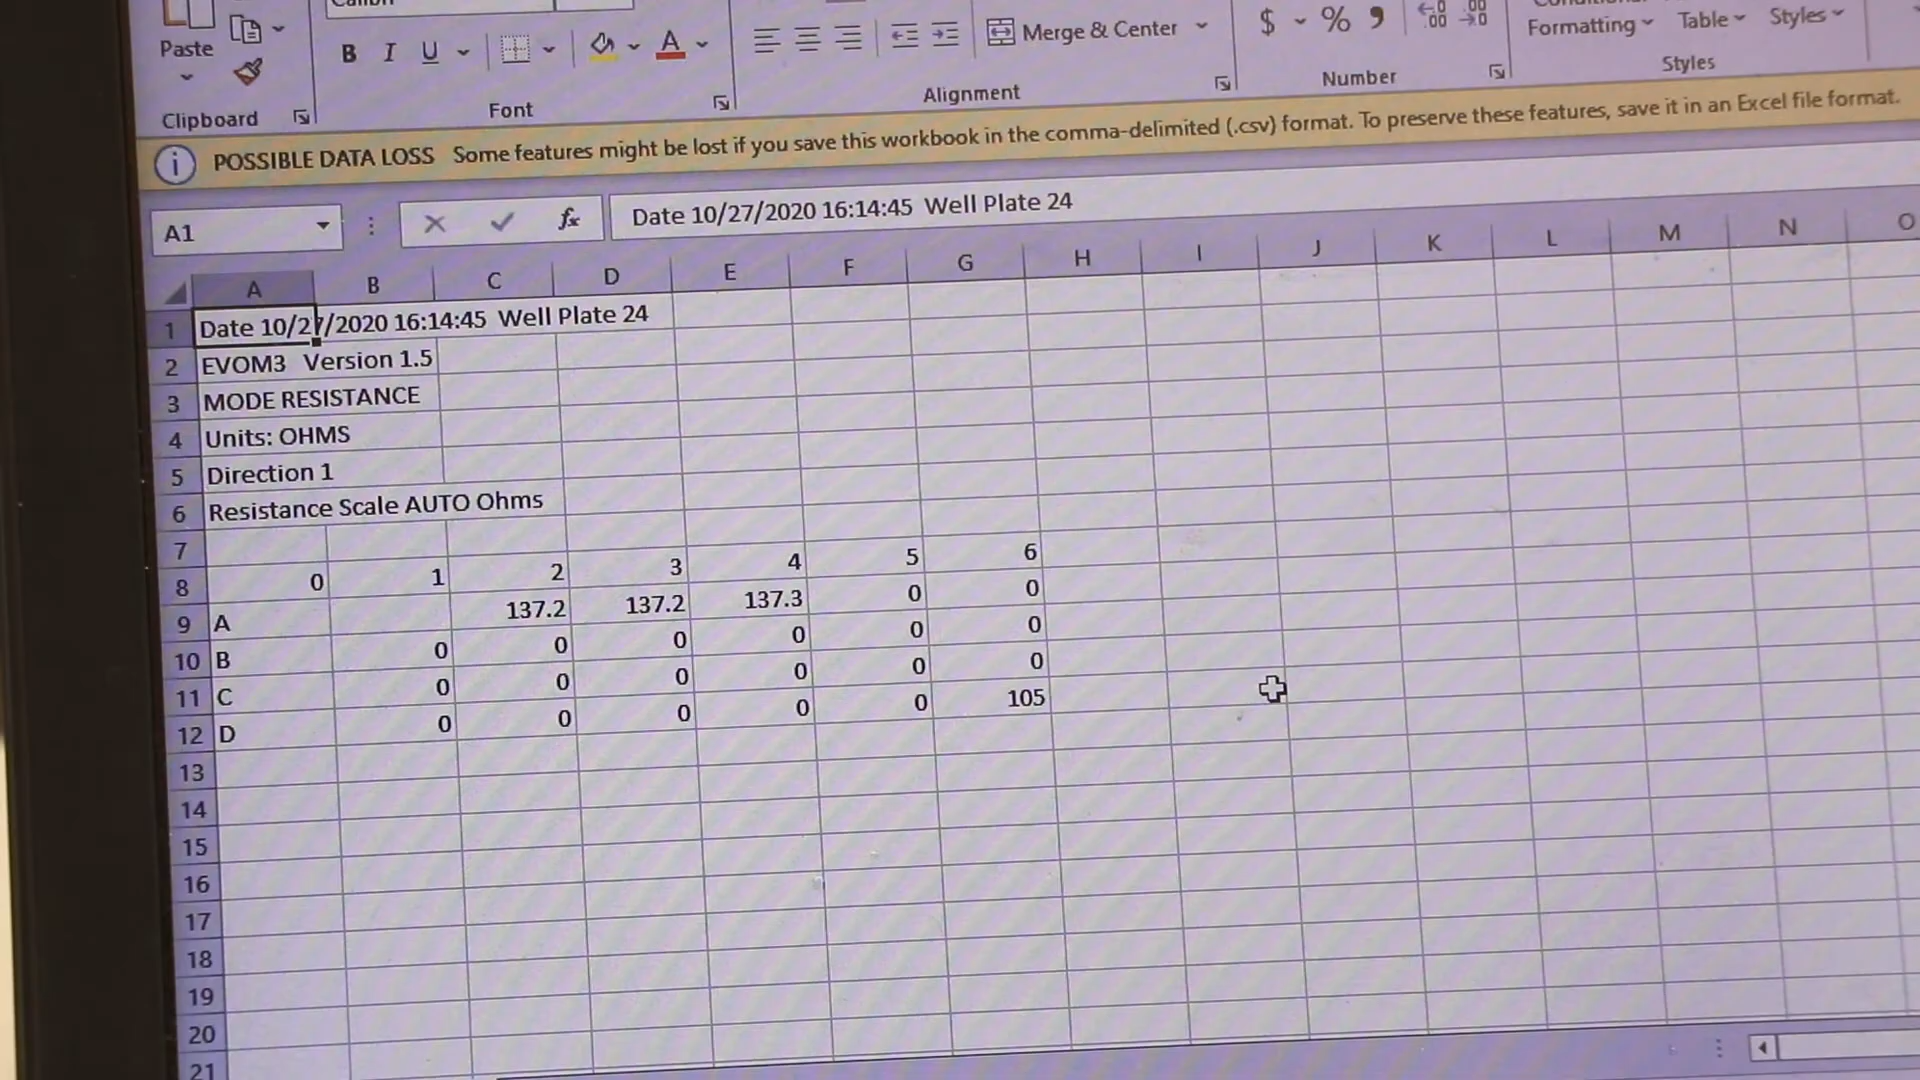 Paste
B I U A
Merge & Center
$ % 9 .00
Formatting Table Styles
Clipboard Font Alignment Number Styles
POSSIBLE DATA LOSS Some features might be lost if you save this workbook in the comma-delimited (.csv) format. To preserve these features, save it in an Excel file format.
A1 fx Date 10/27/2020 16:14:45 Well Plate 24
A B C D E F G H I J K L M N O
1 Date 10/27/2020 16:14:45 Well Plate 24
2 EVOM3 Version 1.5
3 MODE RESISTANCE
4 Units: OHMS
5 Direction 1
6 Resistance Scale AUTO Ohms
7
8 0 1 2 3 4 5 6
9 A 137.2 137.2 137.3 0 0
10 B 0 0 0 0 0 0
11 C 0 0 0 0 0 0
12 D 0 0 0 0 0 105
13
14
15
16
17
18
19
20
21